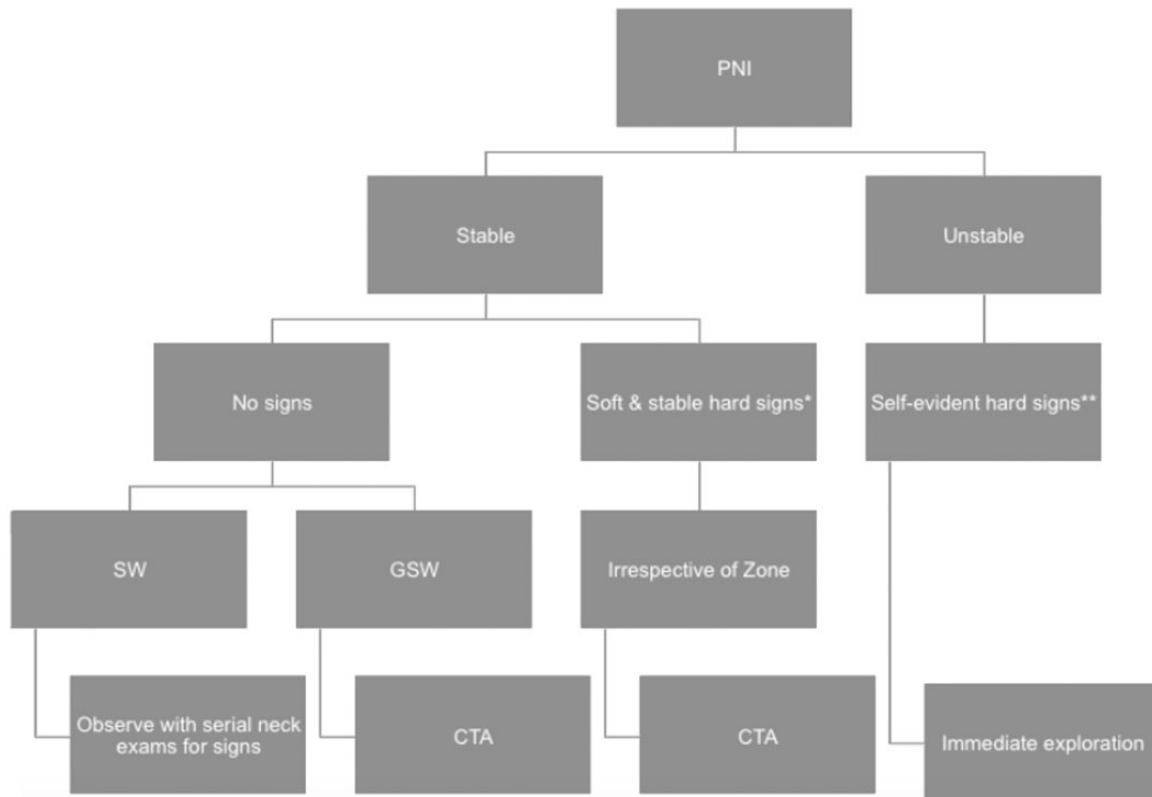 PNI
Stable
Unstable
No signs
Soft & stable hard signs*
Self-evident hard signs**
SW
GSW
Irrespective of Zone
Observe with serial neck
exams for signs
CTA
CTA
Immediate exploration